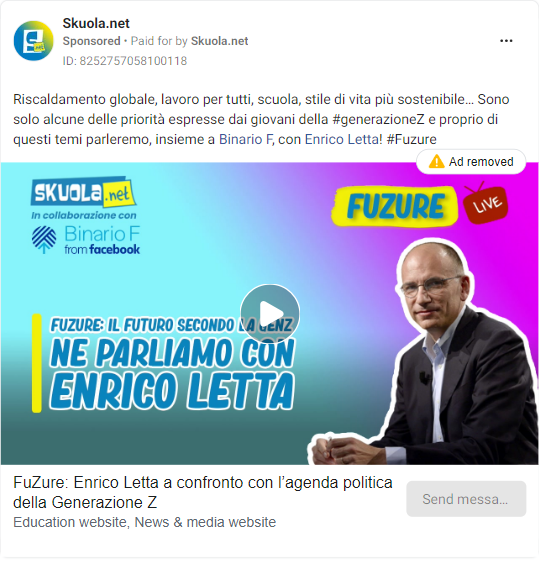 Skuola.net
Sponsored • Paid for by Skuola.net
ID: 8252757058100118
Riscaldamento globale, lavoro per tutti, scuola, stile di vita più sostenibile... Sono
solo alcune delle priorità espresse dai giovani della #generazioneZ e proprio di
questi temi parleremo, insieme a Binario F, con Enrico Letta! #Fuzure
Ad removed
SKUOLA.net
In collaborazione con
Binario F
from facebook
FUZURE LIVE
FUZURE: IL FUTURO SECONDO LA GENZ
NE PARLIAMO CON
ENRICO LETTA
FuZure: Enrico Letta a confronto con l'agenda politica
della Generazione Z
Education website, News & media website
Send messa...